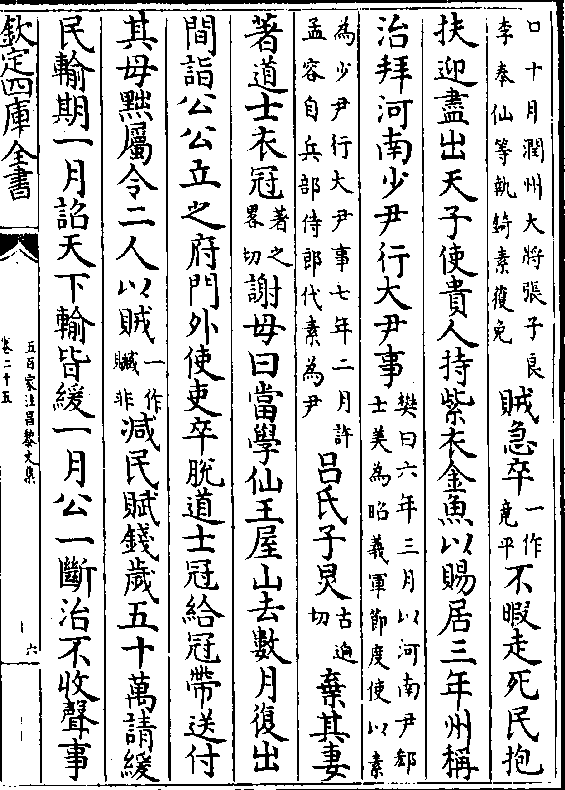 口十月潤州大將張子良
李奉仙等執錡素復免
賊急卒
一作
竟平
不暇走死民抱
扶迎盡出天子使貴人持紫衣金魚以賜居三年州稱
治拜河南少尹行大尹事
樊曰六年三月以河南尹郄
士美為昭義軍節度使以素
為少尹行大尹事七年二月許
孟容自兵部侍郎代素為尹
吕氏子炅
古迥
切
棄其妻
著道士衣冠
著之
畧切
謝母曰當學仙王屋山去數月復出
間詣公公立之府門外使吏卒脫道士冠給冠帶送付
其母黜屬令二人以贓
一作
贓非
減民賦錢歲五十萬請緩
民輸期一月詔天下輸皆緩一月公一斷治不收聲事
欽定四庫全書
五百家注昌黎文集
卷二十五
六